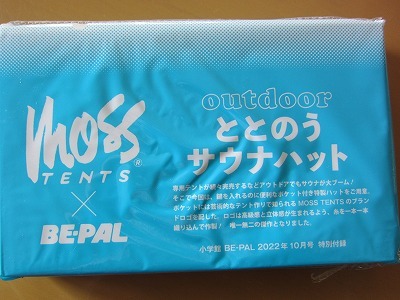 moss®
TENTS
×
BE-PAL
outdoor
ととのう
サウナハット
専用テントが続々完売するなどアウトドアでもサウナが大ブーム!
そこで今回は、鍵を入れるのに便利なポケット付き特製ハットをご用意。
ポケットには芸術的なテント作りで知られるMOSS TENTSのブラン
ドロゴを配した。ロゴは高級感と立体感が生まれるよう、糸を一本一本
織り込んで作製! 唯一無二の傑作となりました。
小学館 BE-PAL 2022年10月号 特別付録